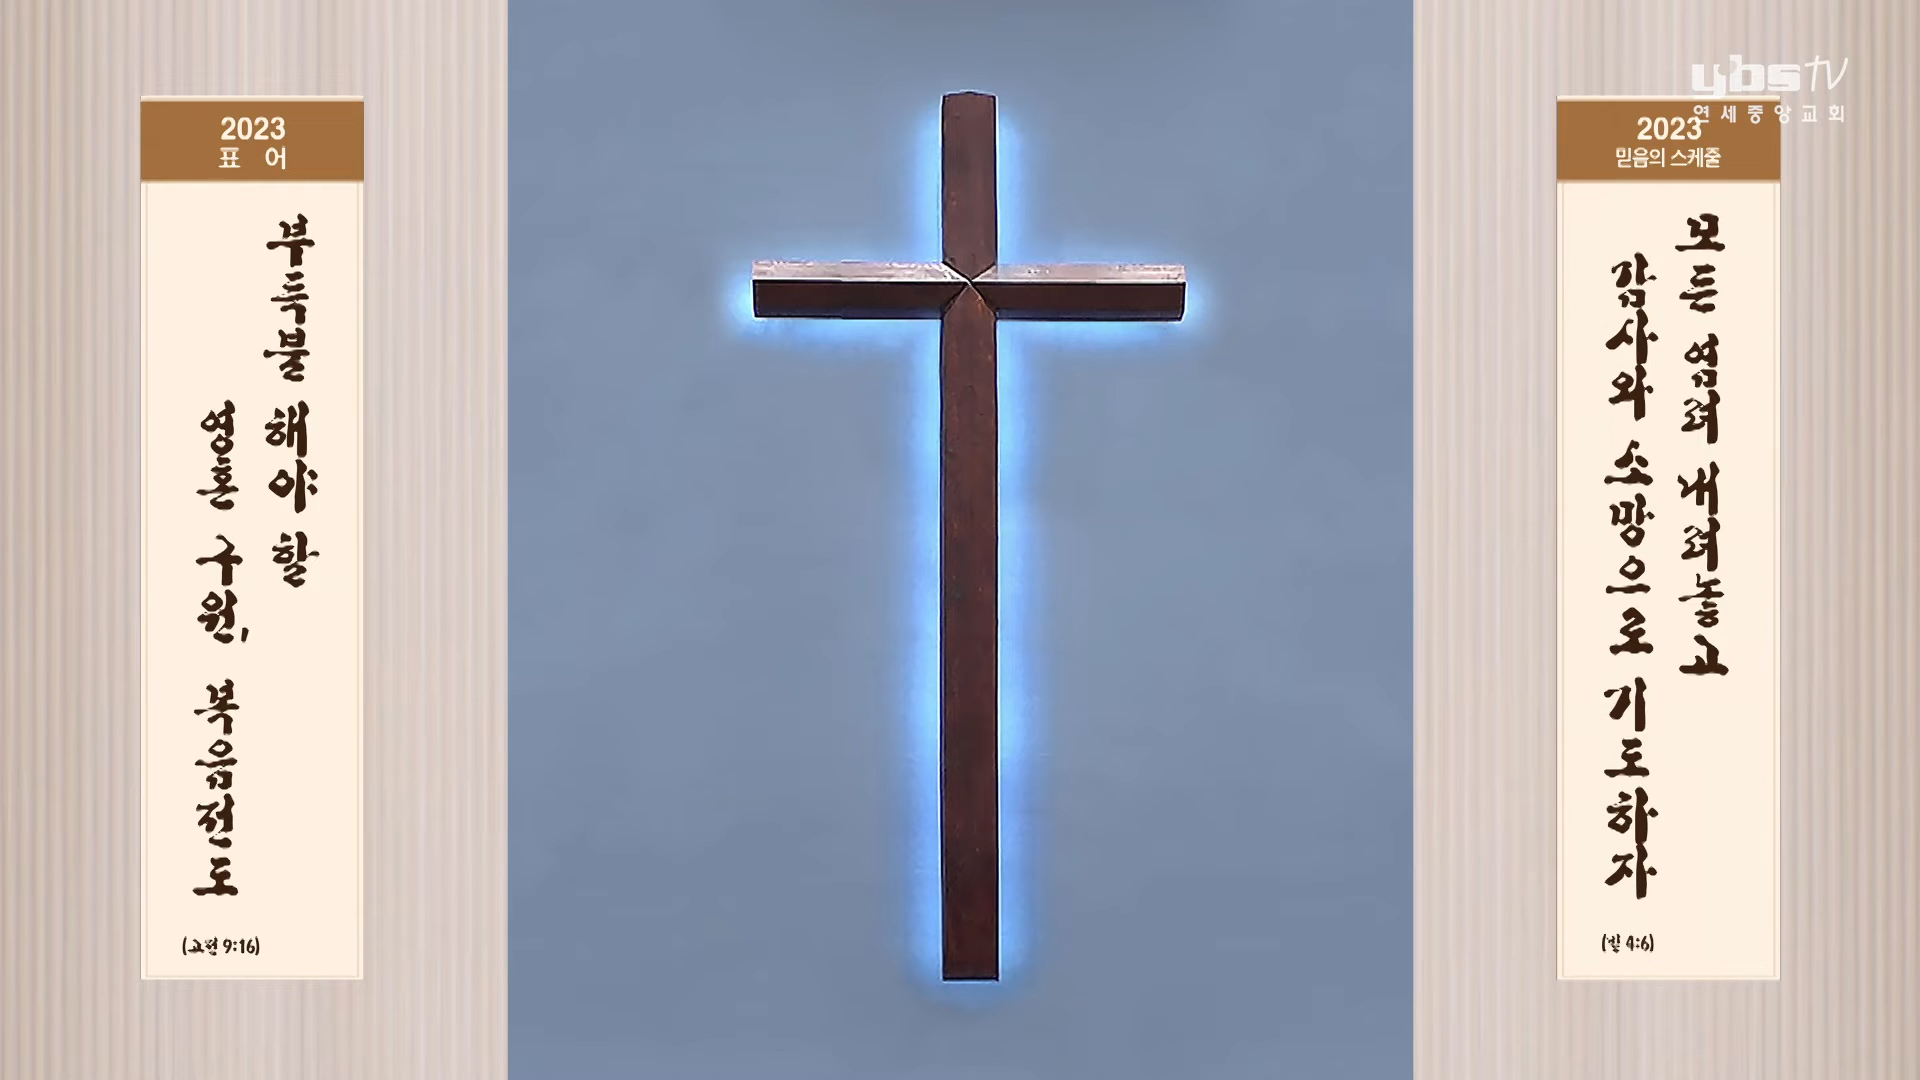 2023
표 어
부득불 해야 할
영혼 구원, 복음전도
(고전 9:16)
ybstv
연세중앙교회
2023
믿음의 스케줄
모든 염려 내려놓고
감사와 소망으로 기도하자
(빌 4:6)